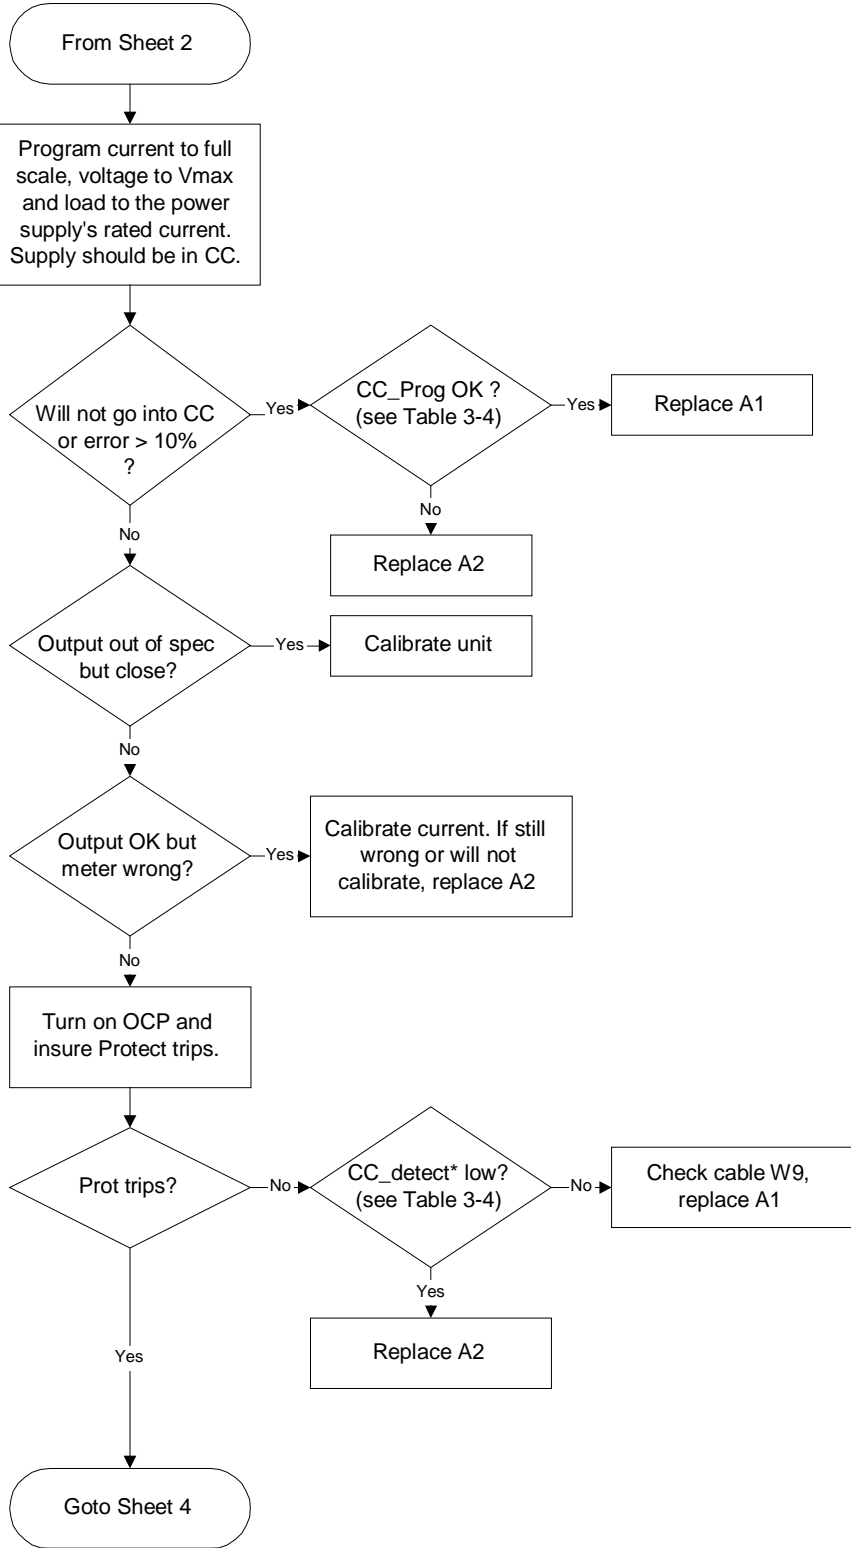 From Sheet 2
Program current to full
scale, voltage to Vmax
and load to the power
supply's rated current.
Supply should be in CC.
Will not go into CC
or error > 10%
?
Yes
CC_Prog OK ?
(see Table 3-4)
Yes
Replace A1
No
Replace A2
No
Output out of spec
but close?
Yes
Calibrate unit
No
Output OK but
meter wrong?
Yes
Calibrate current. If still
wrong or will not
calibrate, replace A2
No
Turn on OCP and
insure Protect trips.
Prot trips?
No
CC_detect* low?
(see Table 3-4)
No
Check cable W9,
replace A1
Yes
Replace A2
Yes
Goto Sheet 4